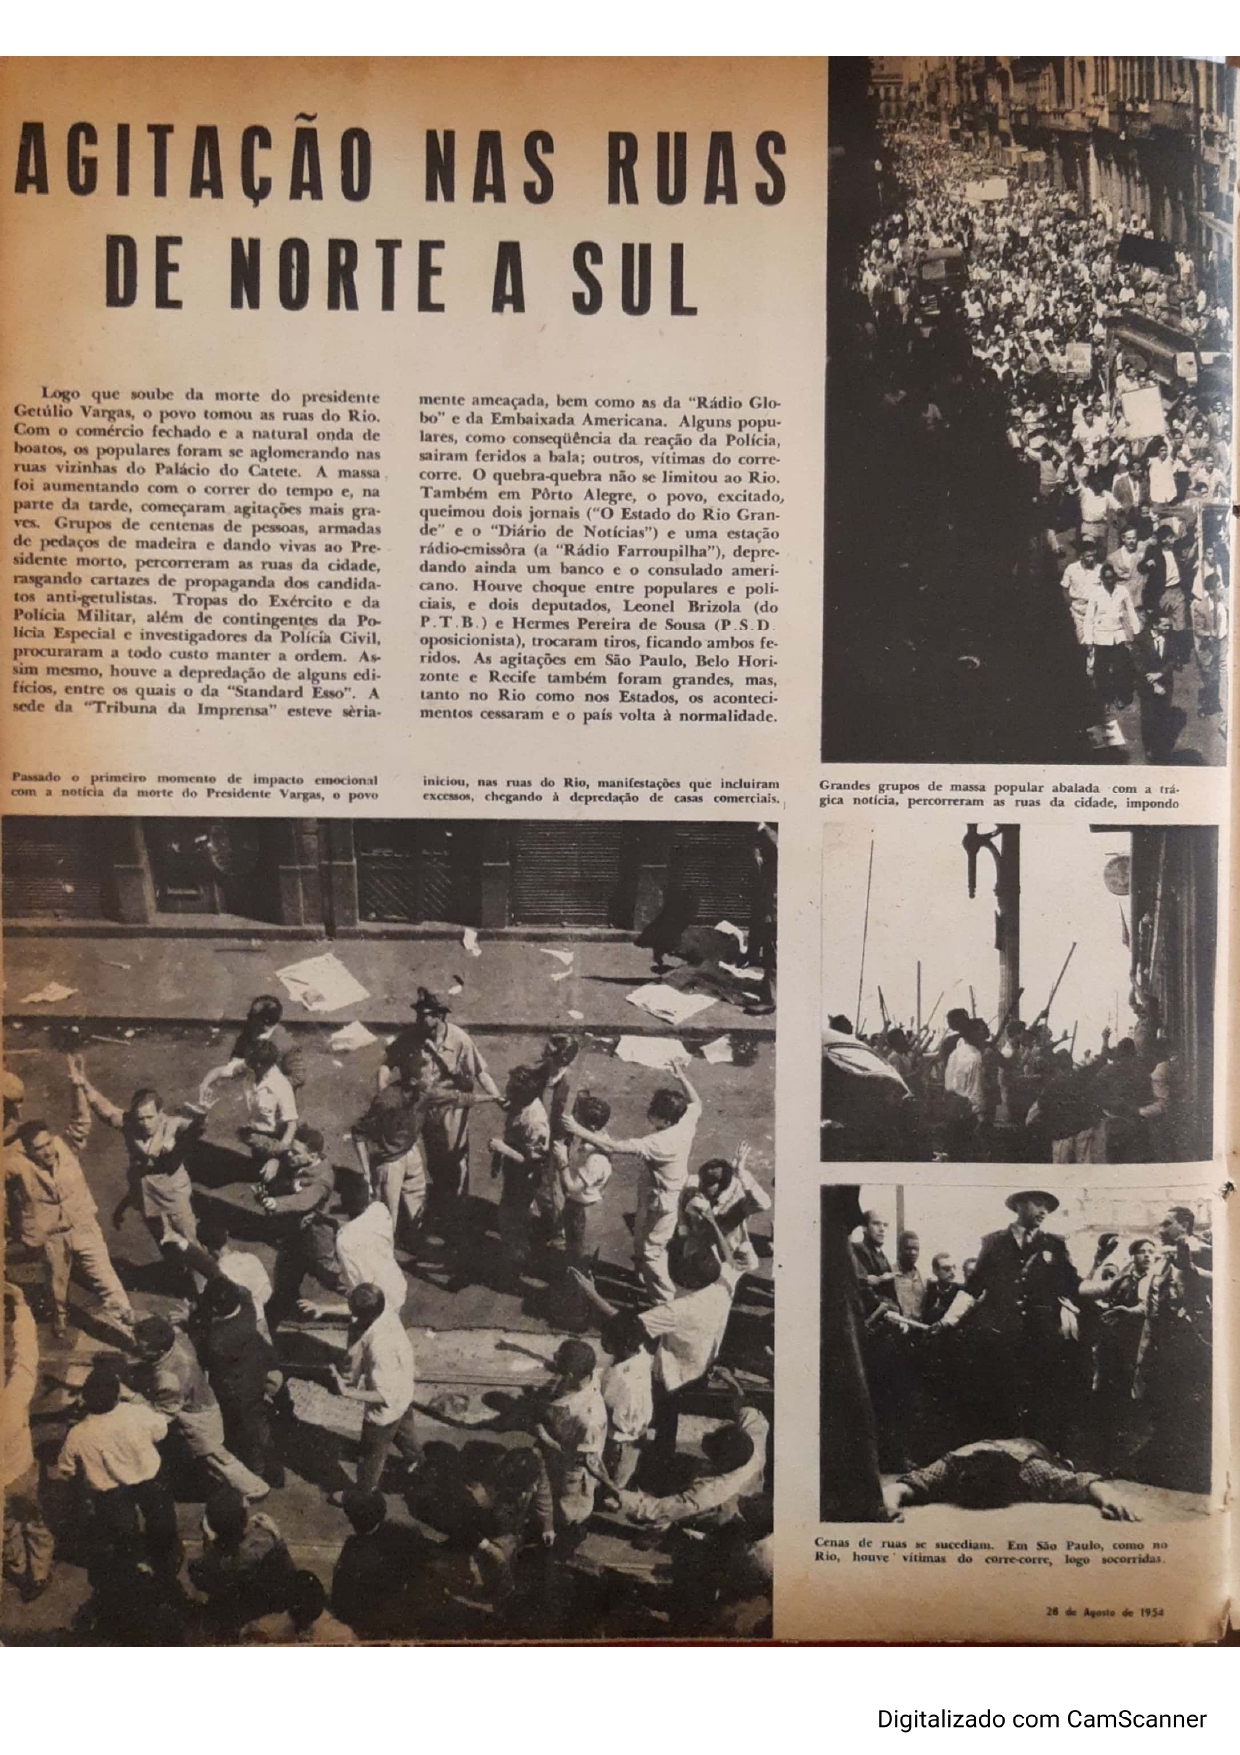 AGITAÇÃO NAS RUAS
DE NORTE A SUL
Logo que soube da morte do presidente
Getúlio Vargas, o povo tomou as ruas do Rio.
Com o comércio fechado e a natural onda de
boatos, os populares foram se aglomerando nas
ruas vizinhas do Palácio do Catete. A massa
foi aumentando com o correr do tempo e, na
parte da tarde, começaram agitações mais gra-
ves. Grupos de centenas de pessoas, armadas
de pedaços de madeira e dando vivas ao Pre-
sidente morto, percorreram as ruas da cidade,
rasgando cartazes de propaganda dos candida-
tos anti-getulistas. Tropas do Exército e da
Polícia Militar, além de contingentes da Po-
lícia Especial e investigadores da Polícia Civil,
procuraram a todo custo manter a ordem. As-
sim mesmo, houve a depredação de alguns edi-
fícios, entre os quais o da "Standard Esso". A
sede da "Tribuna da Imprensa" esteve sèria-
mente ameaçada, bem como as da "Rádio Glo-
bo" e da Embaixada Americana. Alguns popu-
lares, como conseqüência da reação da Polícia,
sairam feridos a bala; outros, vítimas do corre-
corre. O quebra-quebra não se limitou ao Rio.
Também em Pôrto Alegre, o povo, excitado,
queimou dois jornais ("O Estado do Rio Gran-
de" e o "Diário de Notícias") e uma estação
rádio-emissôra (a "Rádio Farroupilha"), depre-
dando ainda um banco e o consulado ameri-
cano. Houve choque entre populares e poli-
ciais, e dois deputados, Leonel Brizola (do
P.T.B.) e Hermes Pereira de Sousa (P.S.D.
oposicionista), trocaram tiros, ficando ambos fe-
ridos. As agitações em São Paulo, Belo Hori-
zonte e Recife também foram grandes, mas,
tanto no Rio como nos Estados, os aconteci-
mentos cessaram e o país volta à normalidade.
Passado o primeiro momento de impacto emocional
com a notícia da morte do Presidente Vargas, o povo
iniciou, nas ruas do Rio, manifestações que incluiram
excessos, chegando à depredação de casas comerciais.
Grandes grupos de massa popular abalada com a trá-
gica notícia, percorreram as ruas da cidade, impondo
Cenas de ruas se sucediam. Em São Paulo, como no
Rio, houve vítimas do corre-corre, logo socorridas.
28 de Agosto de 1954
Digitalizado com CamScanner